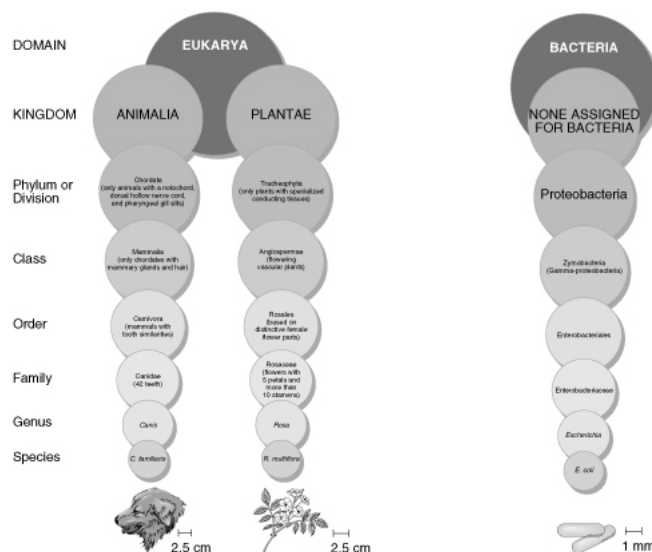 DOMAIN
EUKARYA
BACTERIA
KINGDOM
ANIMALIA
PLANTAE
NONE ASSIGNED
FOR BACTERIA
Phylum or
Division
Chordata
(only animals with a notochord,
dorsal hollow nerve cord,
and pharyngeal gill slits)
Tracheophyta
(only plants with specialized
conducting tissues)
Proteobacteria
Class
Mammalia
(only chordates with
mammary glands and hair)
Angiospermae
(flowering
vascular plants)
Zymobacteria
(Gamma-proteobacteria)
Order
Carnivora
(mammals with
tooth similarities)
Rosales
(based on
distinctive female
flower parts)
Enterobacteriales
Family
Canidae
(42 teeth)
Rosaceae
(flowers with
5 petals and
more than
10 stamens)
Enterobacteriaceae
Genus
Canis
Rosa
Escherichia
Species
C. familiaris
R. multiflora
E. coli
2.5 cm
2.5 cm
1 mm